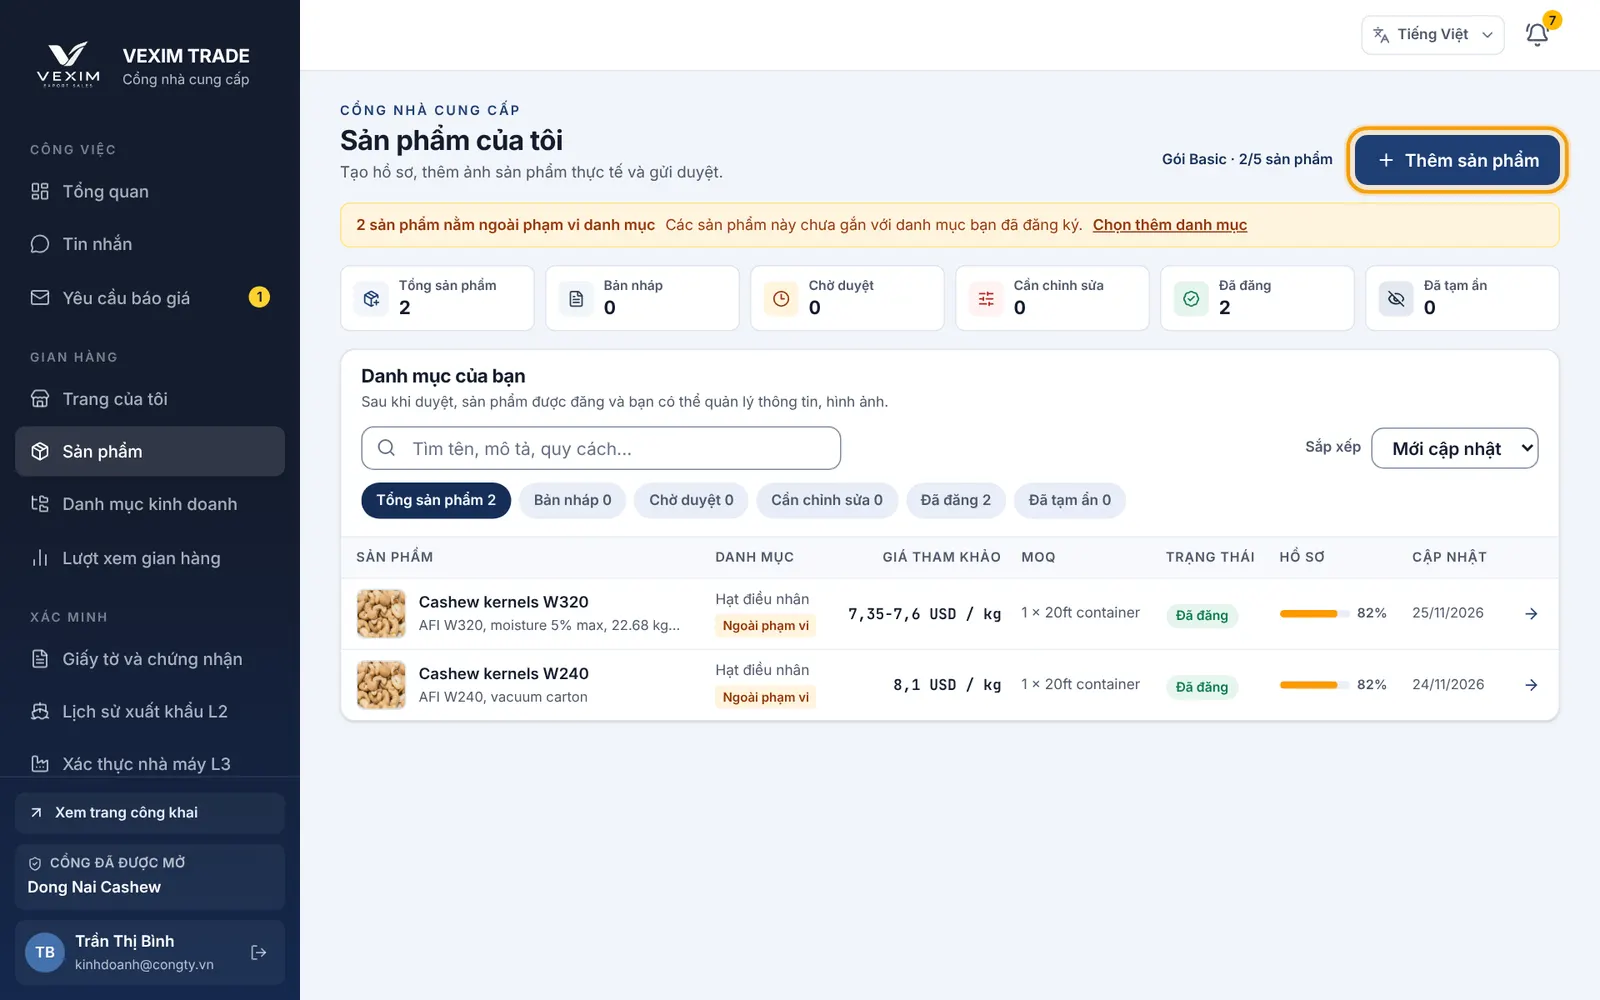 VEXIM
EXPORT SALES
VEXIM TRADE
Cổng nhà cung cấp
CÔNG VIỆC
Tổng quan
Tin nhắn
Yêu cầu báo giá
1
GIAN HÀNG
Trang của tôi
Sản phẩm
Danh mục kinh doanh
Lượt xem gian hàng
XÁC MINH
Giấy tờ và chứng nhận
Lịch sử xuất khẩu L2
Xác thực nhà máy L3
Xem trang công khai
CỔNG ĐÃ ĐƯỢC MỞ
Dong Nai Cashew
TB
Trần Thị Bình
kinhdoanh@congty.vn
Tiếng Việt
7
CỔNG NHÀ CUNG CẤP
Sản phẩm của tôi
Tạo hồ sơ, thêm ảnh sản phẩm thực tế và gửi duyệt.
Gói Basic · 2/5 sản phẩm
+ Thêm sản phẩm
2 sản phẩm nằm ngoài phạm vi danh mục Các sản phẩm này chưa gắn với danh mục bạn đã đăng ký. Chọn thêm danh mục
Tổng sản phẩm
2
Bản nháp
0
Chờ duyệt
0
Cần chỉnh sửa
0
Đã đăng
2
Đã tạm ẩn
0
Danh mục của bạn
Sau khi duyệt, sản phẩm được đăng và bạn có thể quản lý thông tin, hình ảnh.
Tìm tên, mô tả, quy cách...
Sắp xếp
Mới cập nhật
Tổng sản phẩm 2
Bản nháp 0
Chờ duyệt 0
Cần chỉnh sửa 0
Đã đăng 2
Đã tạm ẩn 0
SẢN PHẨM DANH MỤC GIÁ THAM KHẢO MOQ TRẠNG THÁI HỒ SƠ CẬP NHẬT
Cashew kernels W320
AFI W320, moisture 5% max, 22.68 kg...
Hạt điều nhân
Ngoài phạm vi
7,35-7,6 USD / kg
1 × 20ft container
Đã đăng
82%
25/11/2026
Cashew kernels W240
AFI W240, vacuum carton
Hạt điều nhân
Ngoài phạm vi
8,1 USD / kg
1 × 20ft container
Đã đăng
82%
24/11/2026